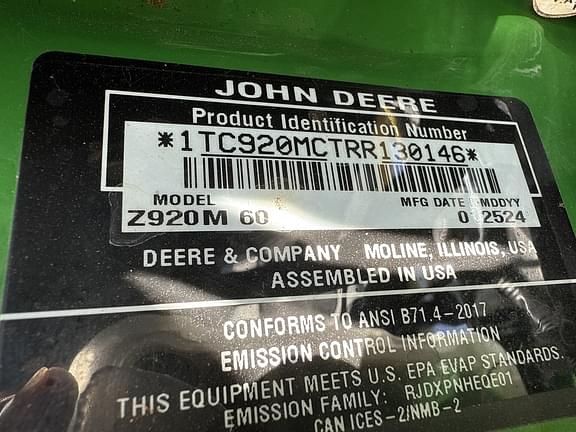 JOHN DEERE
Product Identification Number
*1TC920MCTRR130146*
MODEL MFG DATE MMDDYY
Z920M 60
DEERE & COMPANY MOLINE, ILLINOIS, USA
ASSEMBLED IN USA
CONFORMS TO ANSI B71.4-2017
EMISSION CONTROL INFORMATION
THIS EQUIPMENT MEETS U.S. EPA EVAP STANDARDS.
EMISSION FAMILY: RJDXPNHEQE01
CAN ICES-2/NMB-2